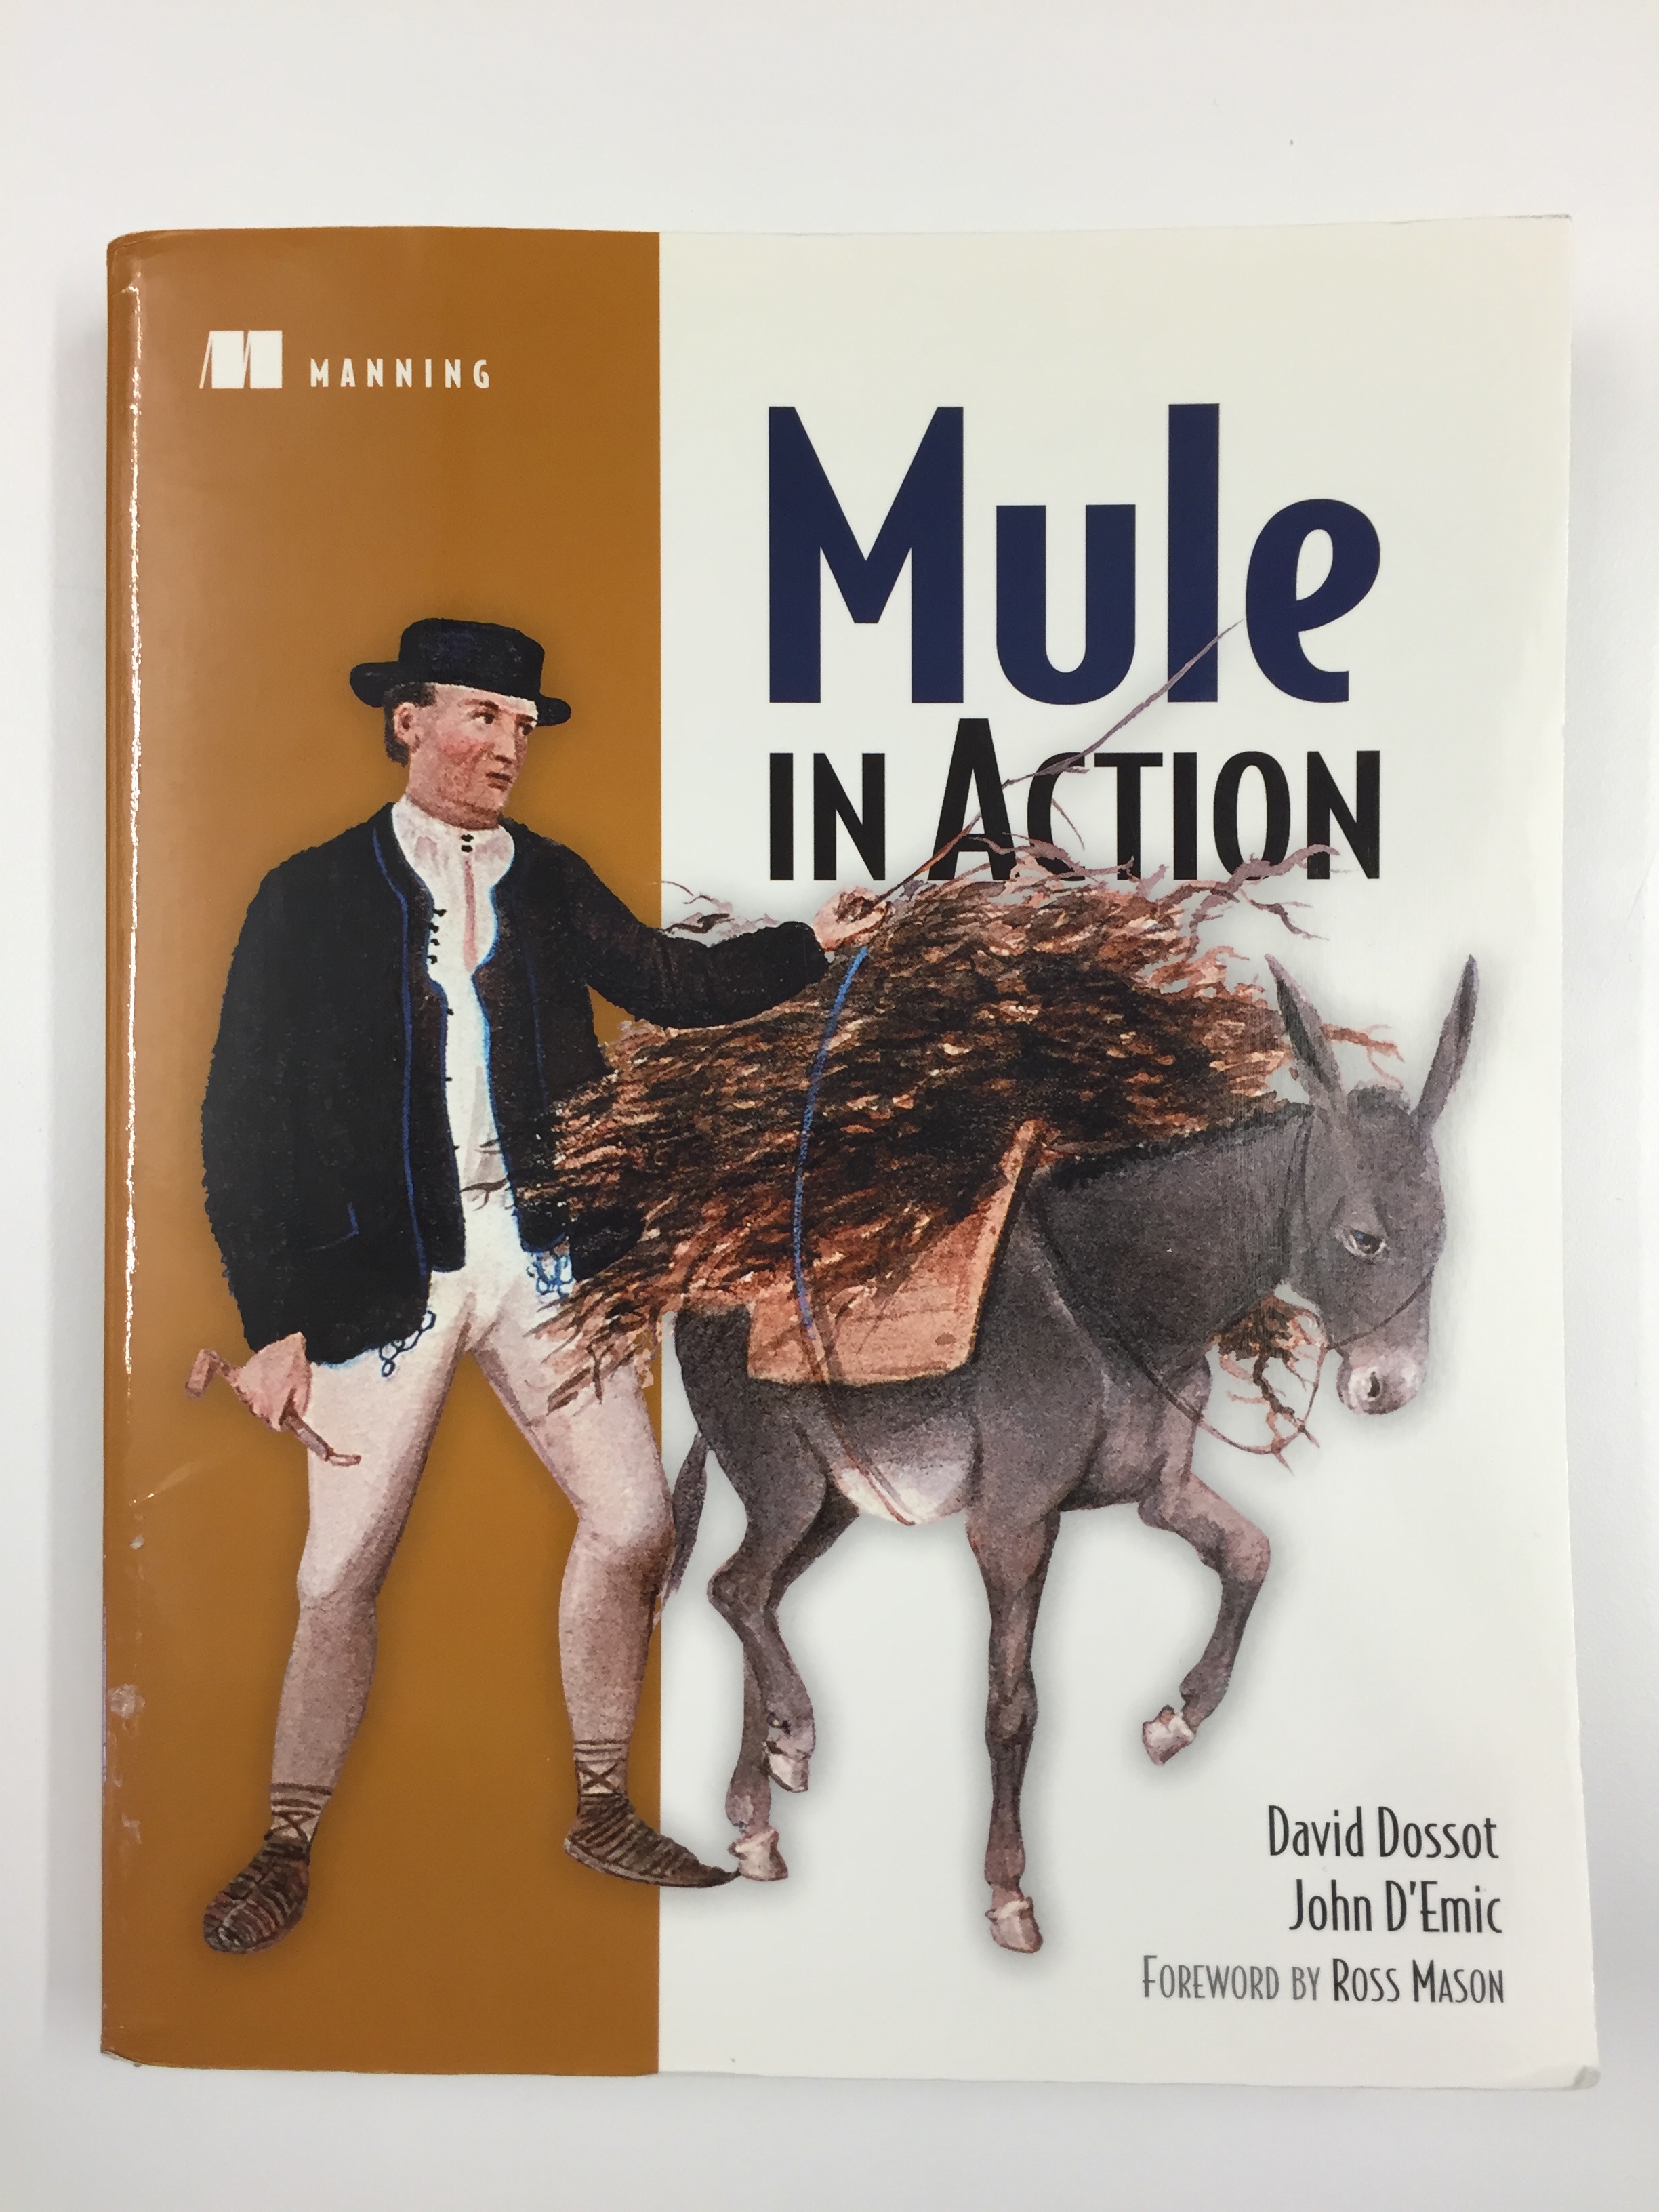 MANNING
Mule
IN ACTION
David Dossot
John D'Emic
FOREWORD BY ROSS MASON